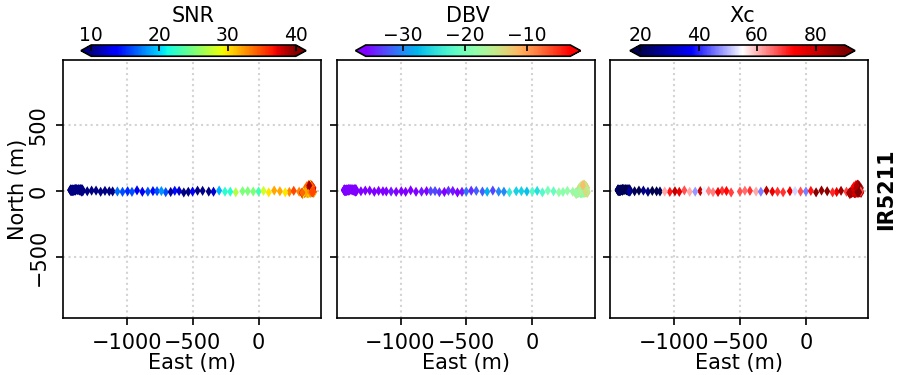 SNR DBV Xc
10 20 30 40 −30 −20 −10 20 40 60 80
500
0
−500
North (m)
IR5211
−1000 −500 0 −1000 −500 0 −1000 −500 0
East (m) East (m) East (m)